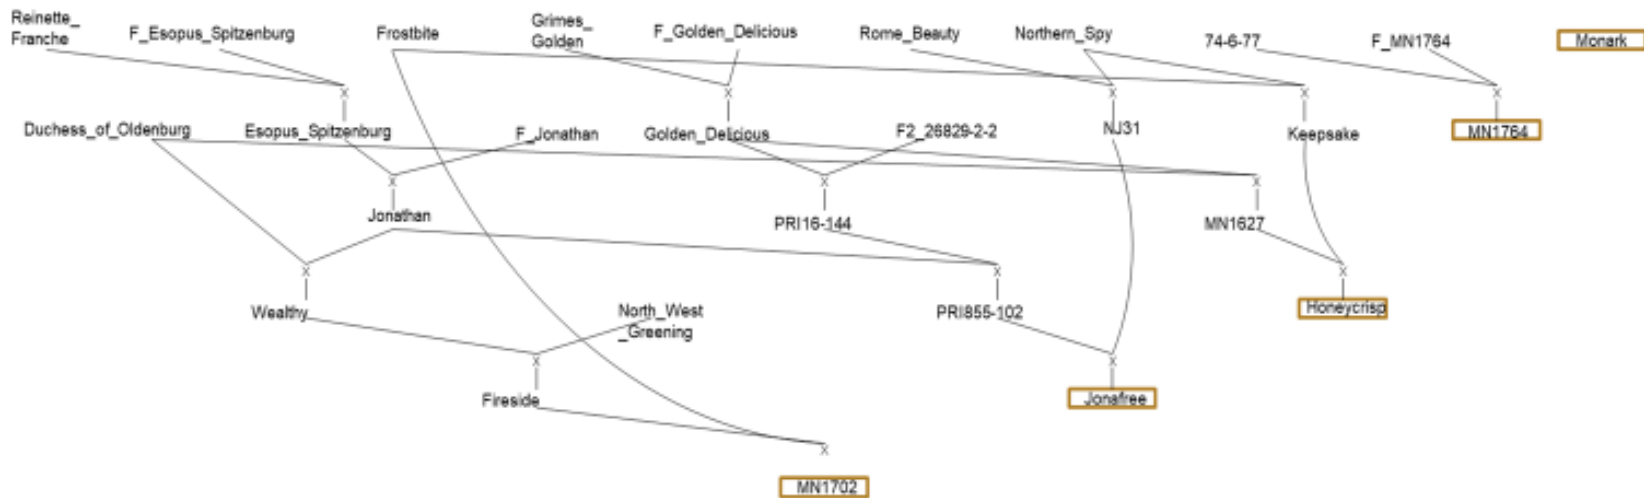 Reinette_
Franche
F_Esopus_Spitzenburg
Frostbite
Grimes_
Golden
F_Golden_Delicious
Rome_Beauty
Northern_Spy
74-6-77
F_MN1764
Monark
x
x
x
x
x
Duchess_of_Oldenburg
Esopus_Spitzenburg
F_Jonathan
Golden_Delicious
F2_26829-2-2
NJ31
Keepsake
MN1764
x
x
x
Jonathan
PRI16-144
MN1627
x
x
x
Wealthy
North_West
_Greening
PRI855-102
Honeycrisp
x
x
Fireside
Jonafree
x
MN1702